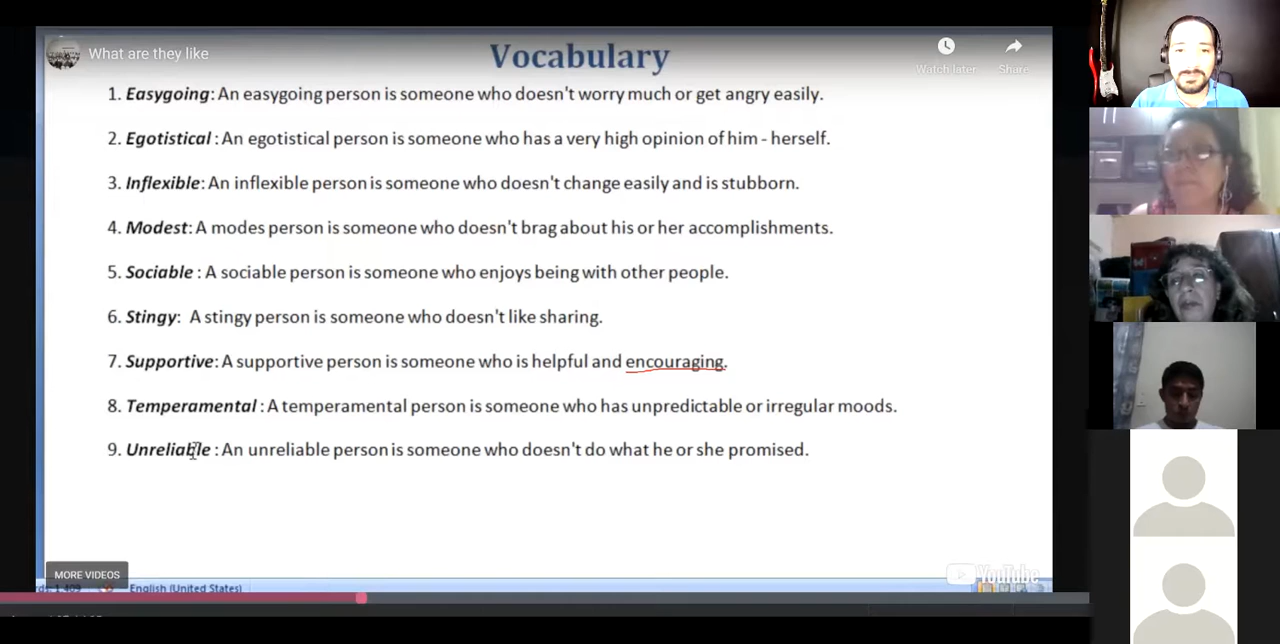 What are they like
Vocabulary
Watch later
Share
1. Easygoing: An easygoing person is someone who doesn't worry much or get angry easily.
2. Egotistical : An egotistical person is someone who has a very high opinion of him - herself.
3. Inflexible: An inflexible person is someone who doesn't change easily and is stubborn.
4. Modest: A modes person is someone who doesn't brag about his or her accomplishments.
5. Sociable : A sociable person is someone who enjoys being with other people.
6. Stingy: A stingy person is someone who doesn't like sharing.
7. Supportive: A supportive person is someone who is helpful and encouraging.
8. Temperamental : A temperamental person is someone who has unpredictable or irregular moods.
9. Unreliable : An unreliable person is someone who doesn't do what he or she promised.
MORE VIDEOS
YouTube
English (United States)